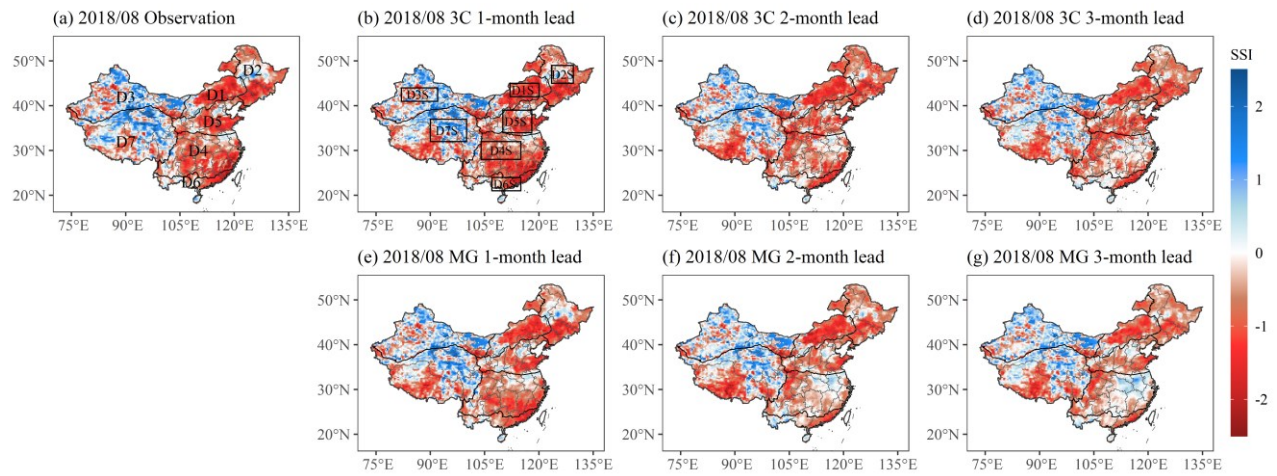 (a) 2018/08 Observation
(b) 2018/08 3C 1-month lead
(c) 2018/08 3C 2-month lead
(d) 2018/08 3C 3-month lead
50°N
40°N
30°N
20°N
D2
D1
D3
D5
D7
D4
D6
D2S
D1S
D3S
D5S
D7S
D4S
D6S
75°E 90°E 105°E 120°E 135°E
75°E 90°E 105°E 120°E 135°E
75°E 90°E 105°E 120°E 135°E
75°E 90°E 105°E 120°E 135°E
SSI
2
1
0
-1
-2
(e) 2018/08 MG 1-month lead
(f) 2018/08 MG 2-month lead
(g) 2018/08 MG 3-month lead
50°N
40°N
30°N
20°N
75°E 90°E 105°E 120°E 135°E
75°E 90°E 105°E 120°E 135°E
75°E 90°E 105°E 120°E 135°E